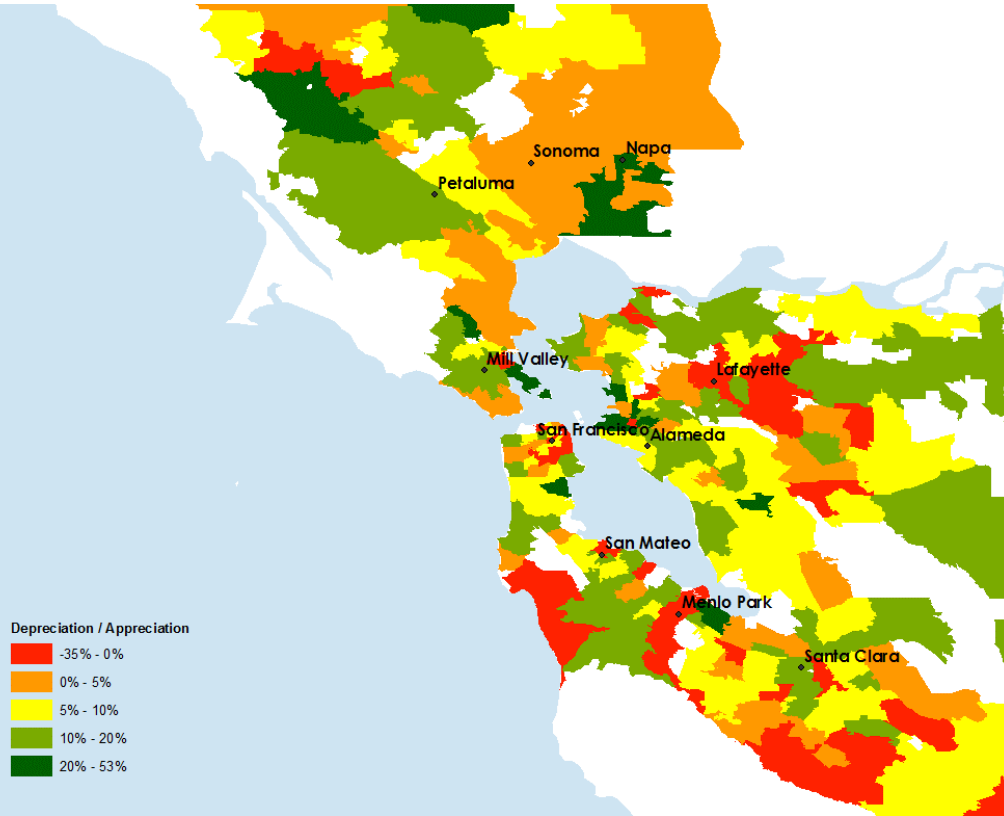 Sonoma
Napa
Petaluma
Mill Valley
Lafayette
San Francisco
Alameda
San Mateo
Menlo Park
Santa Clara
Depreciation / Appreciation
-35% - 0%
0% - 5%
5% - 10%
10% - 20%
20% - 53%